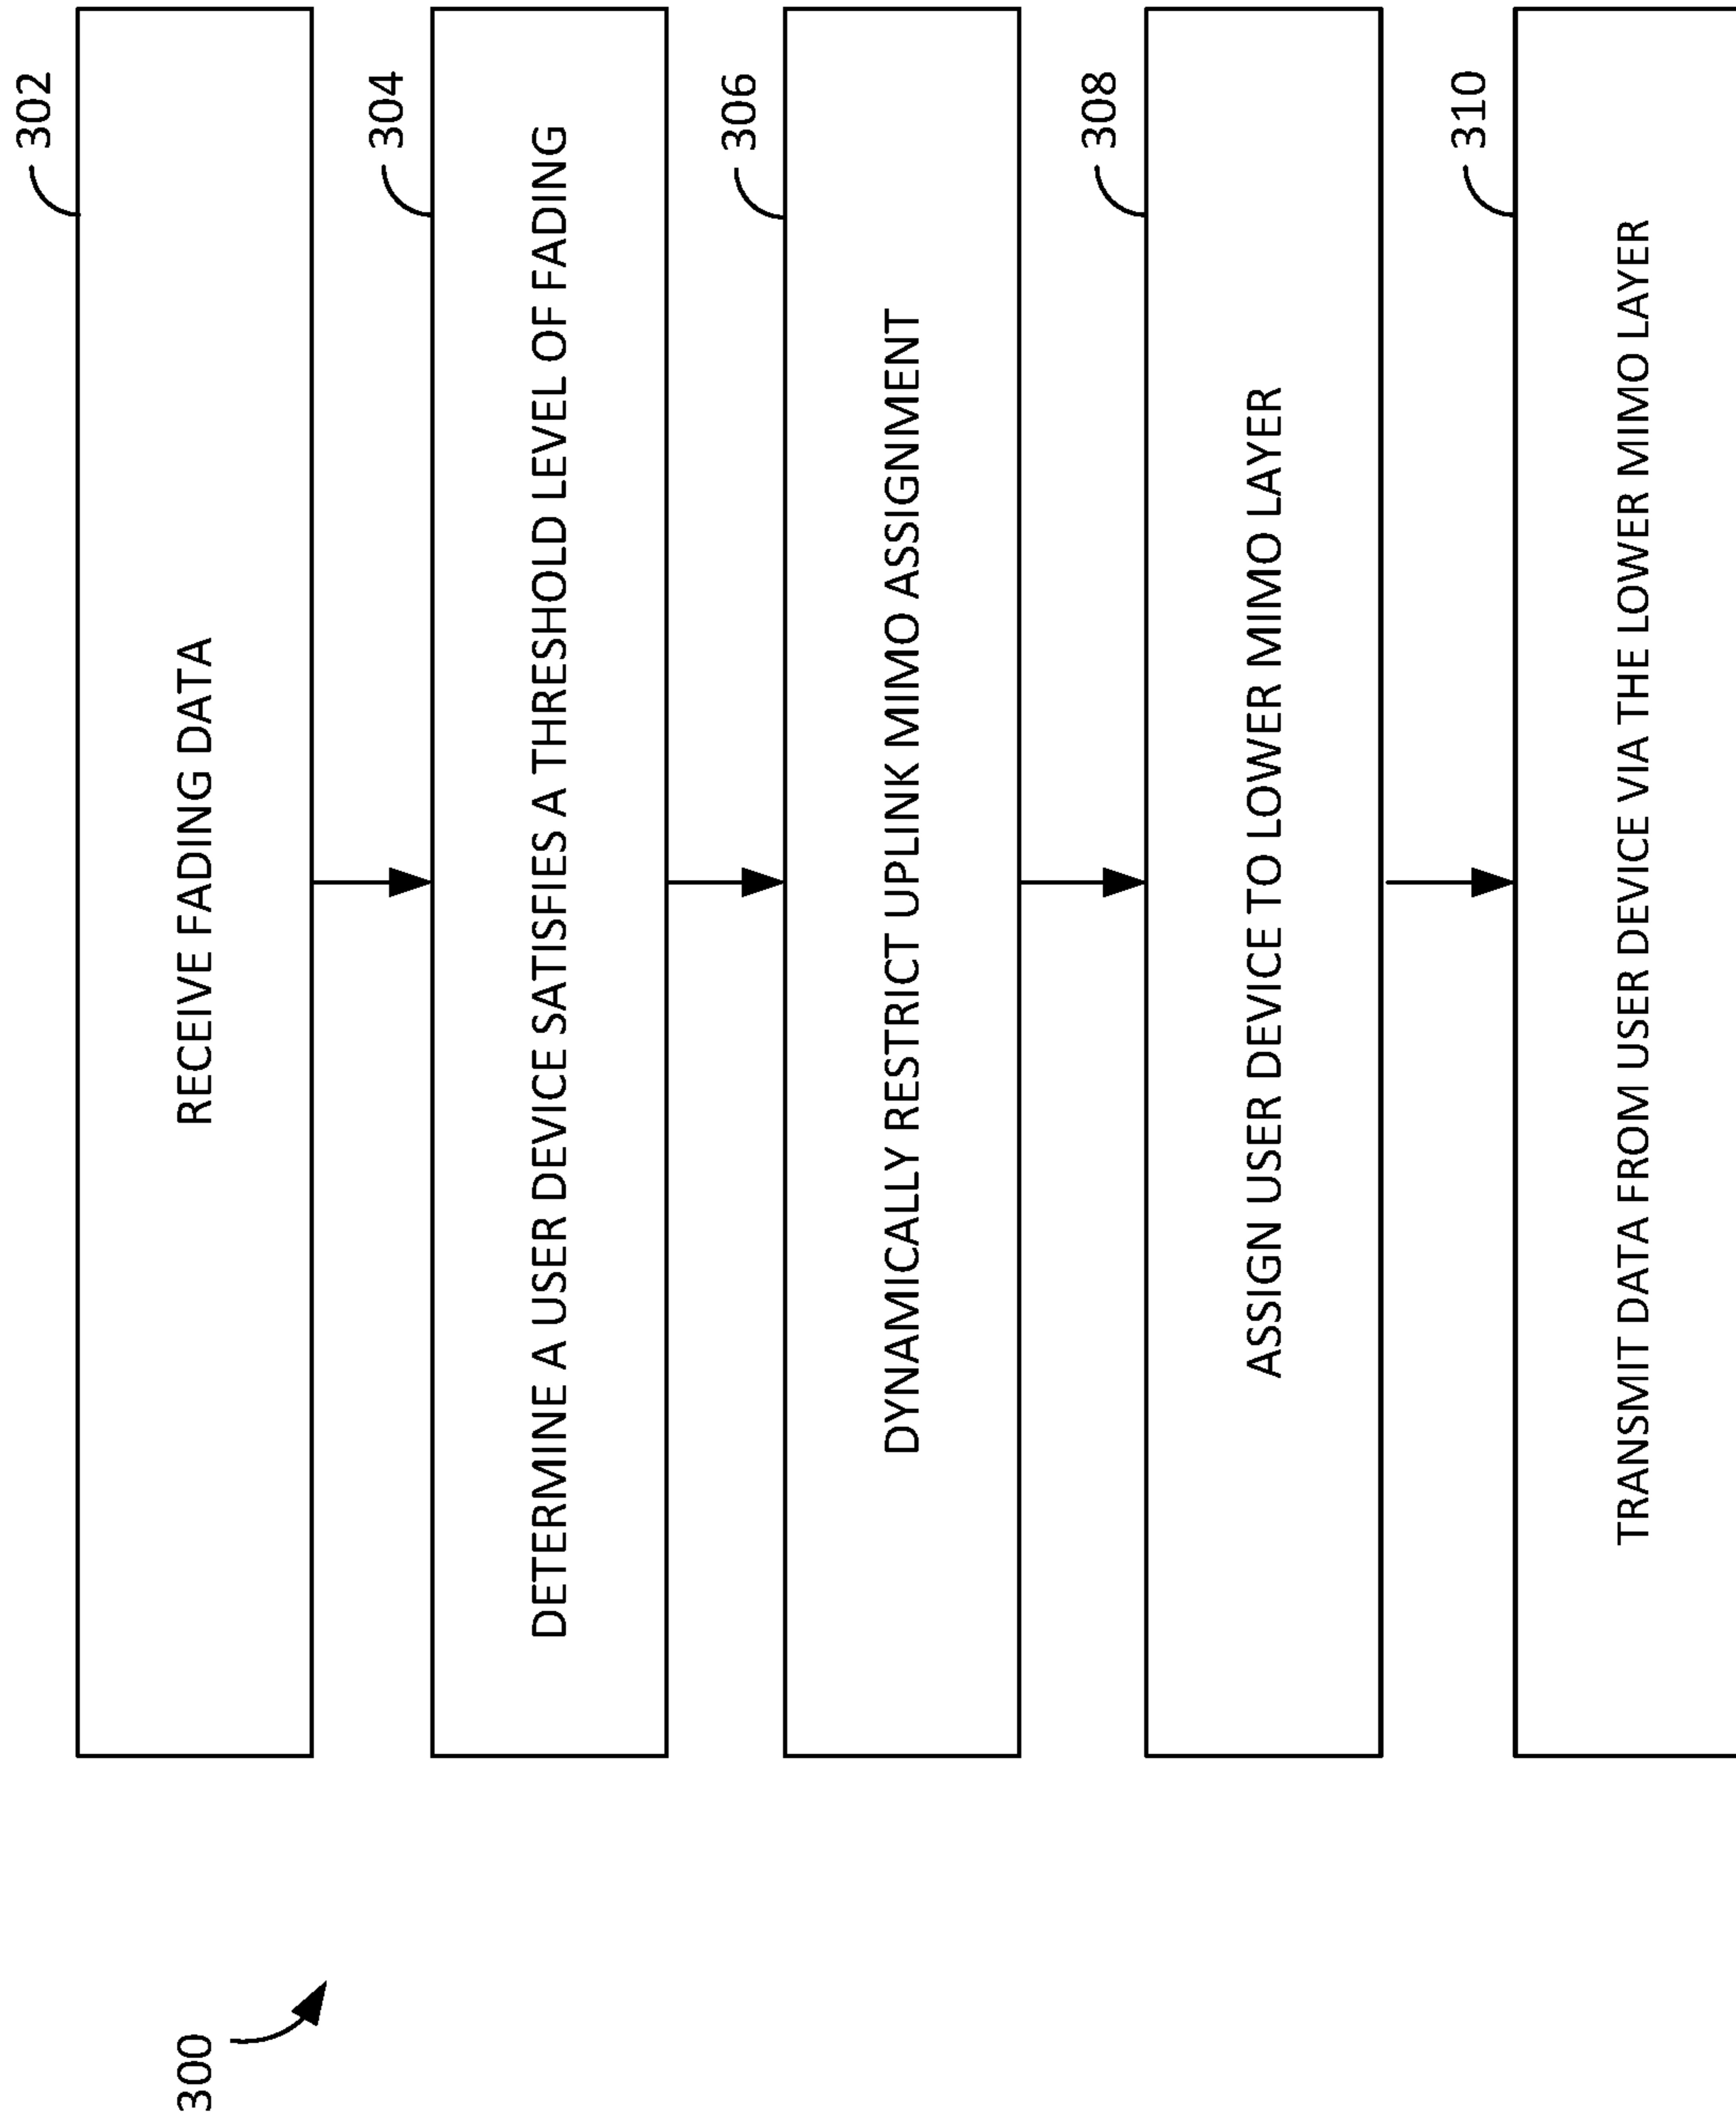 300
302
RECEIVE FADING DATA
304
DETERMINE A USER DEVICE SATISFIES A THRESHOLD LEVEL OF FADING
306
DYNAMICALLY RESTRICT UPLINK MIMO ASSIGNMENT
308
ASSIGN USER DEVICE TO LOWER MIMO LAYER
310
TRANSMIT DATA FROM USER DEVICE VIA THE LOWER MIMO LAYER